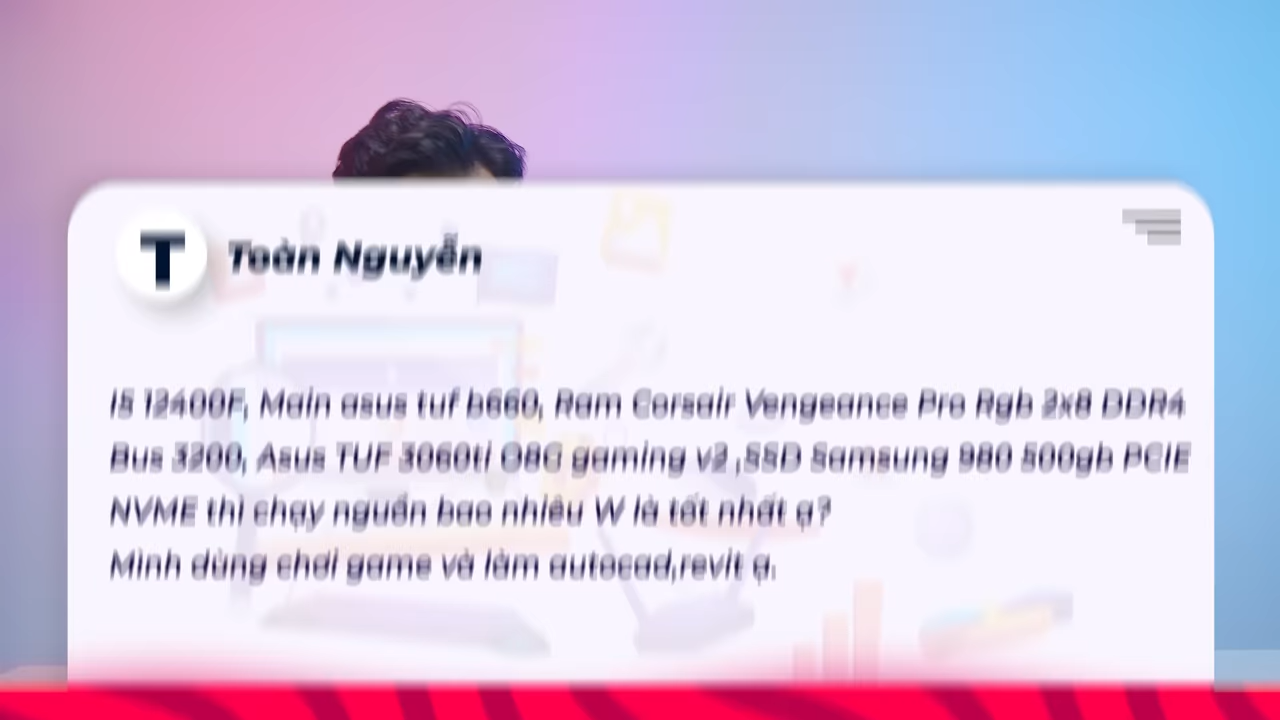 T
Toàn Nguyễn
I5 12400F, Main asus tuf b660, Ram Corsair Vengeance Pro Rgb 2x8 DDR4
Bus 3200, Asus TUF 3060ti O8G gaming v2 ,SSD Samsung 980 500gb PCIE
NVME thì chạy nguồn bao nhiêu W là tốt nhất ạ?
Mình dùng chơi game và làm autocad,revit ạ.